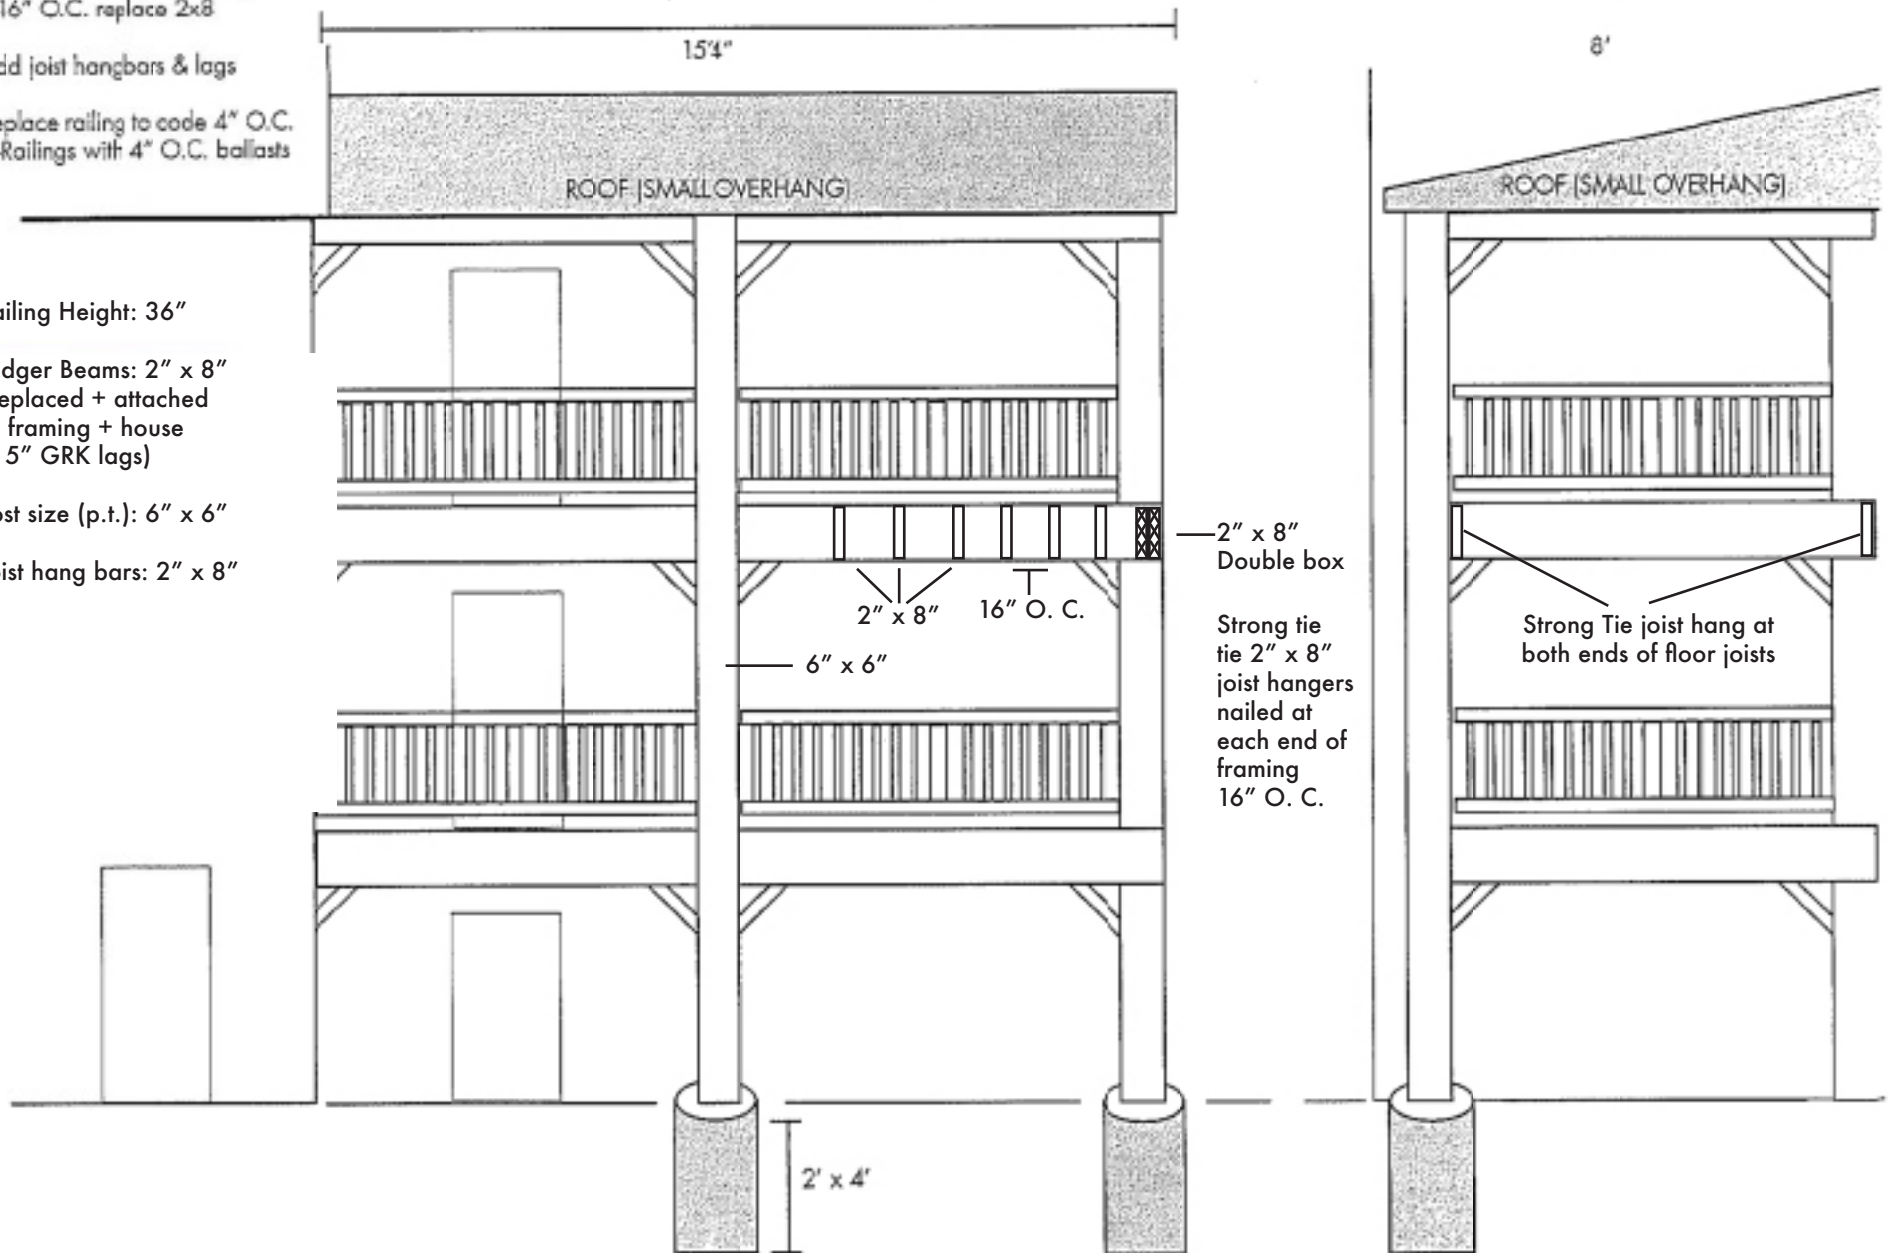 16" O.C. replace 2x8
dd joist hangbars & lags
eplace railing to code 4" O.C.
Railings with 4" O.C. ballasts
ailing Height: 36"
dger Beams: 2" x 8"
eplaced + attached
framing + house
5" GRK lags)
ost size (p.t.): 6" x 6"
ist hang bars: 2" x 8"
15'4"
ROOF (SMALL OVERHANG)
2" x 8"
16" O. C.
6" x 6"
2' x 4'
2" x 8"
Double box
Strong tie
tie 2" x 8"
joist hangers
nailed at
each end of
framing
16" O. C.
8'
ROOF (SMALL OVERHANG)
Strong Tie joist hang at
both ends of floor joists